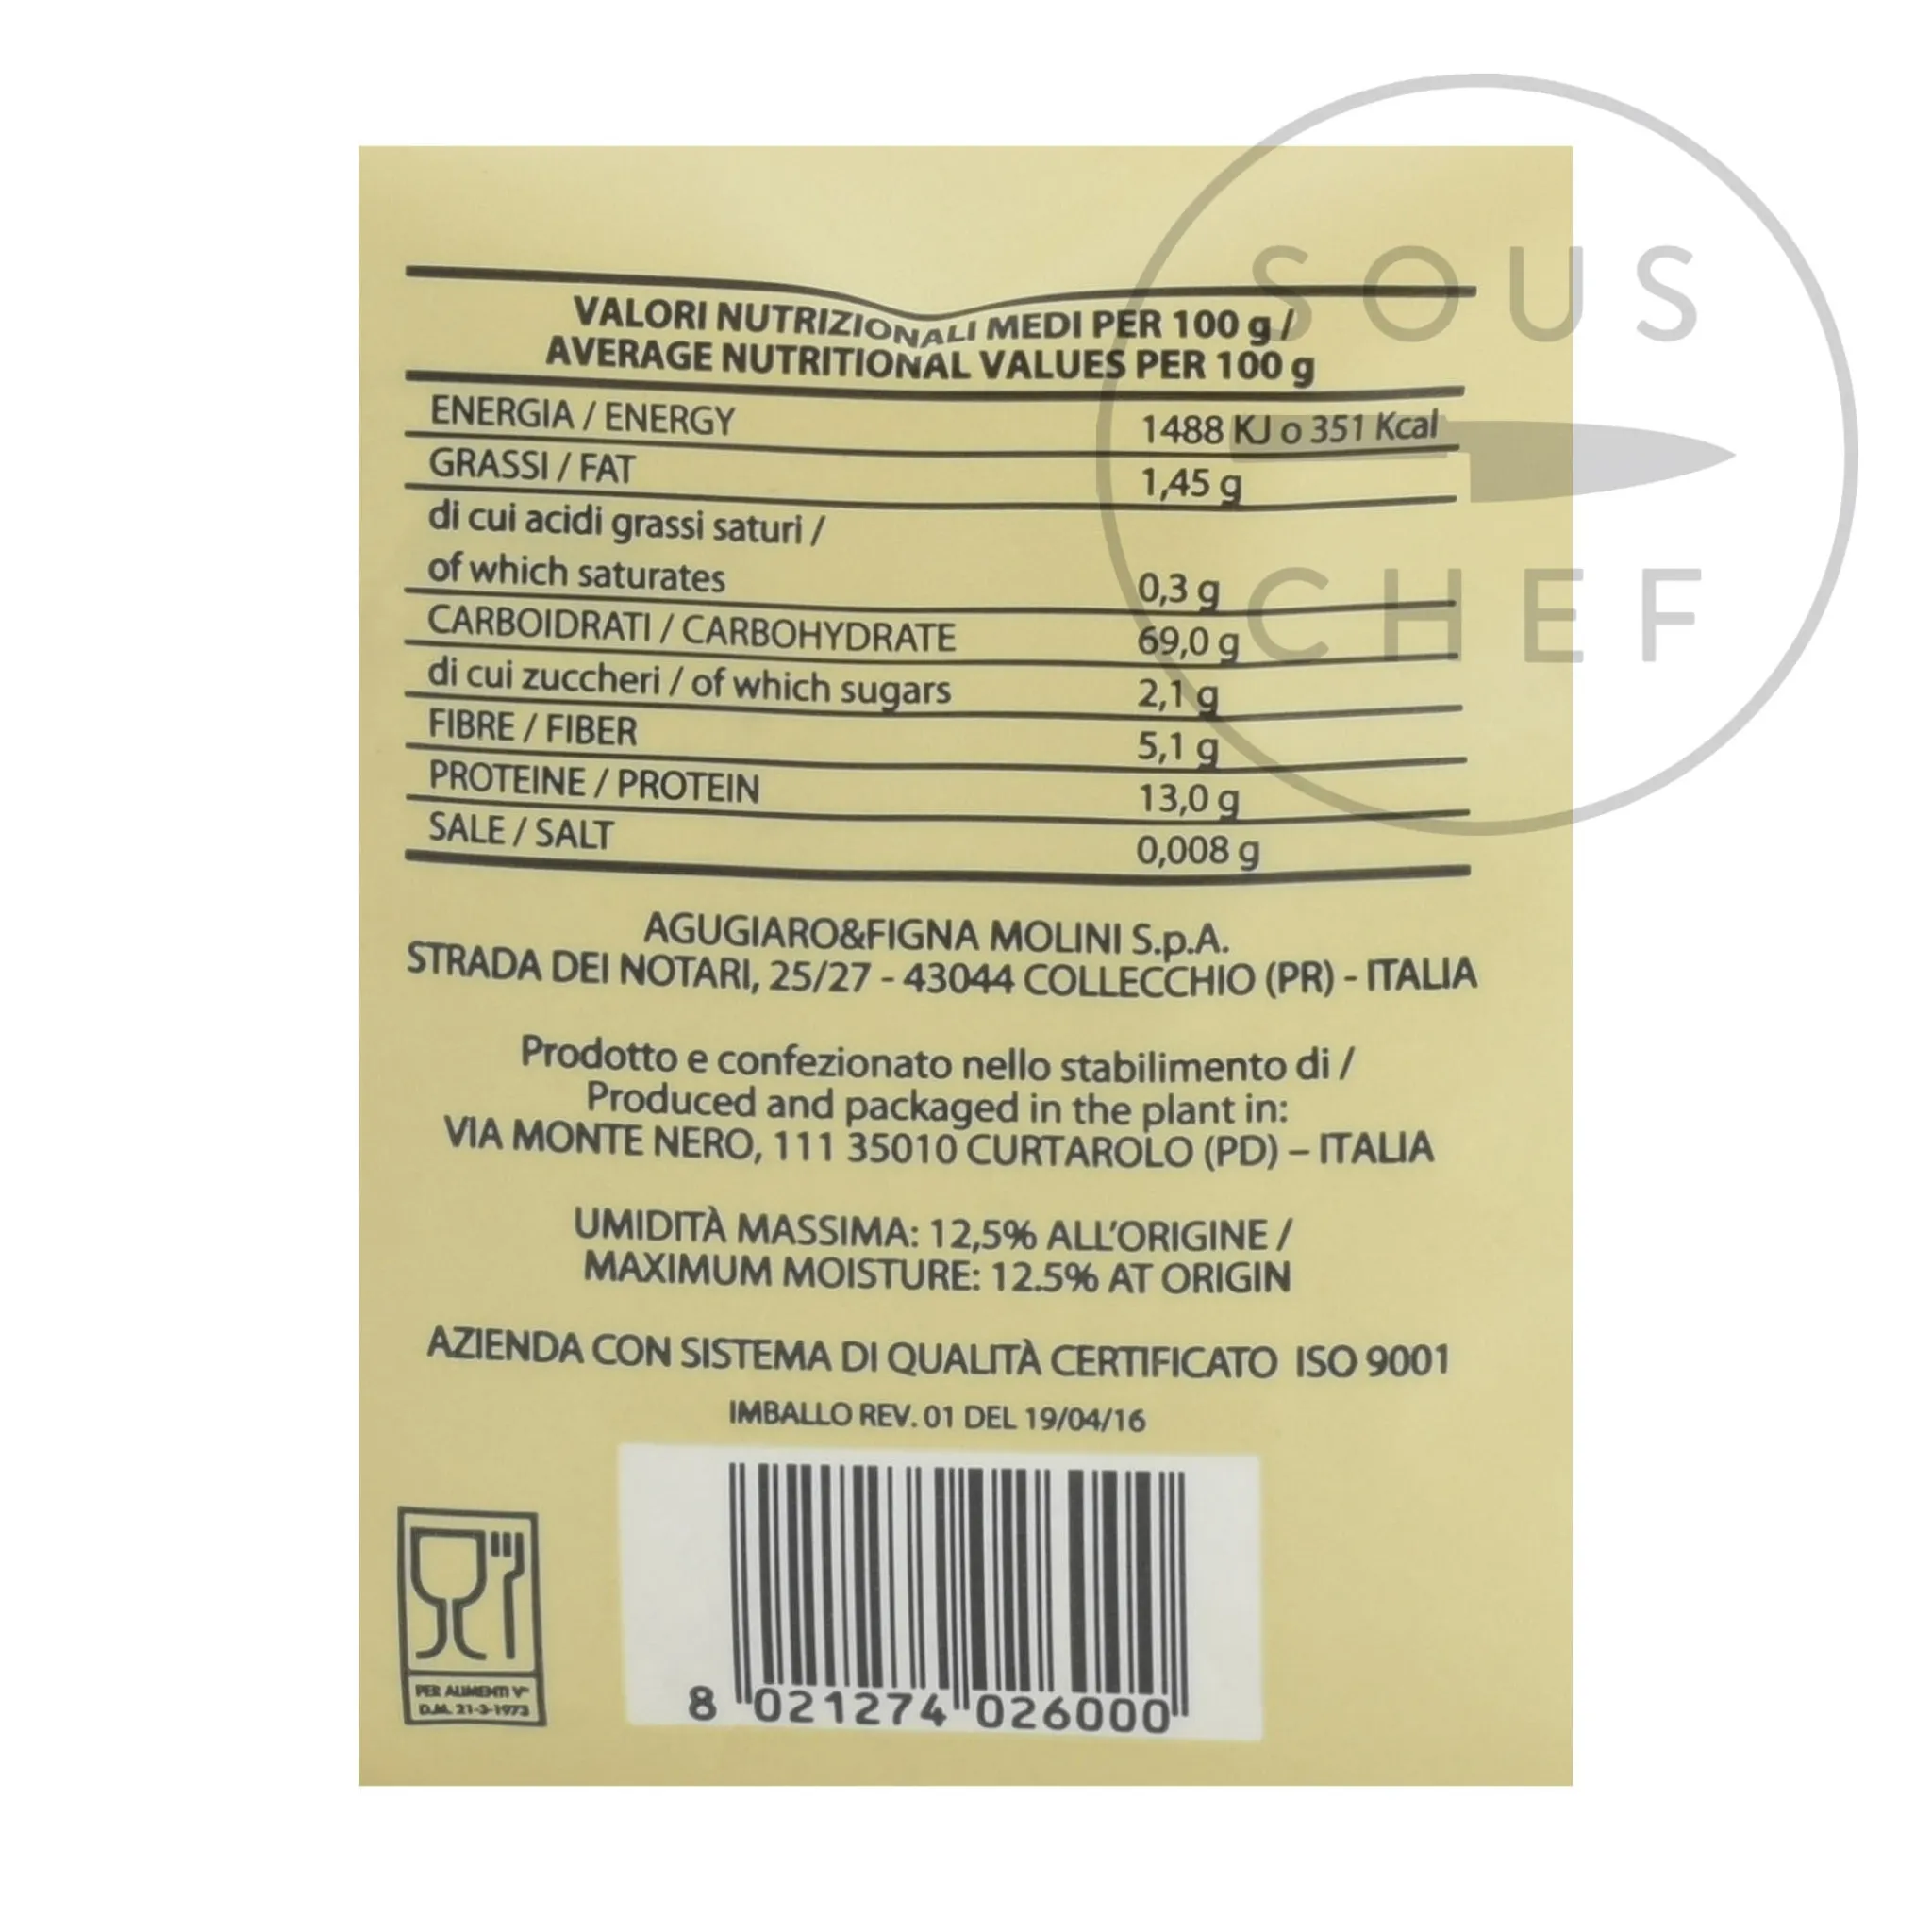 SOUS
CHEF
VALORI NUTRIZIONALI MEDI PER 100 g /
AVERAGE NUTRITIONAL VALUES PER 100 g
ENERGIA / ENERGY 1488 KJ o 351 Kcal
GRASSI / FAT 1,45 g
di cui acidi grassi saturi /
of which saturates 0,3 g
CARBOIDRATI / CARBOHYDRATE 69,0 g
di cui zuccheri / of which sugars 2,1 g
FIBRE / FIBER 5,1 g
PROTEINE / PROTEIN 13,0 g
SALE / SALT 0,008 g
AGUGIARO&FIGNA MOLINI S.p.A.
STRADA DEI NOTARI, 25/27 - 43044 COLLECCHIO (PR) - ITALIA
Prodotto e confezionato nello stabilimento di /
Produced and packaged in the plant in:
VIA MONTE NERO, 111 35010 CURTAROLO (PD) – ITALIA
UMIDITÀ MASSIMA: 12,5% ALL'ORIGINE /
MAXIMUM MOISTURE: 12.5% AT ORIGIN
AZIENDA CON SISTEMA DI QUALITÀ CERTIFICATO ISO 9001
IMBALLO REV. 01 DEL 19/04/16
PER ALIMENTI
D.M. 21-3-1973
8 021274 026000